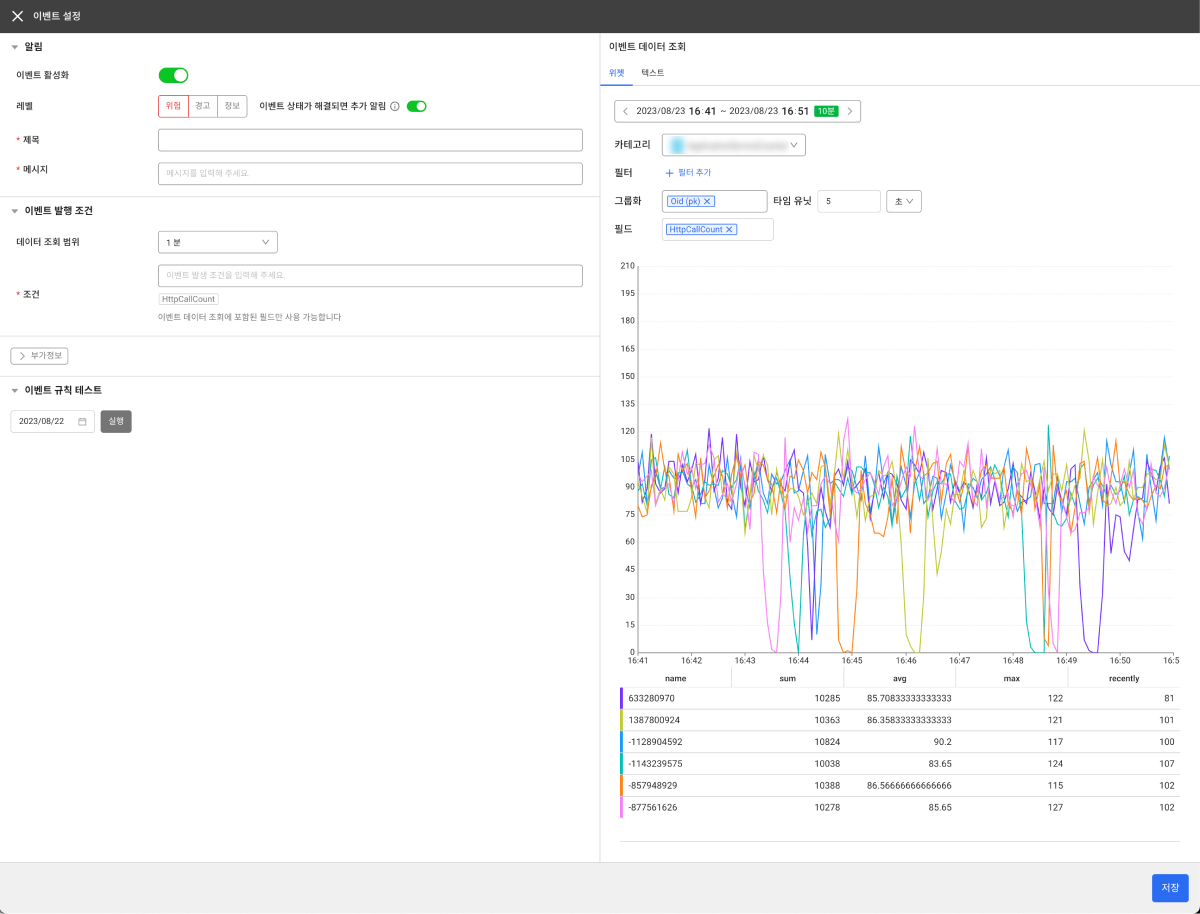 이벤트 설정
알림
이벤트 활성화
레벨
위험 경고 정보 이벤트 상태가 해결되면 추가 알림
* 제목
* 메시지
메시지를 입력해 주세요.
이벤트 발행 조건
데이터 조회 범위
1 분
이벤트 발생 조건을 입력해 주세요.
* 조건
HttpCallCount
이벤트 데이터 조회에 포함된 필드만 사용 가능합니다
부가정보
이벤트 규칙 테스트
2023/08/22 실행
이벤트 데이터 조회
위젯 텍스트
2023/08/23 16:41 ~ 2023/08/23 16:51 10분
카테고리
필터 + 필터 추가
그룹화 Oid (pk) 타임 유닛 5 초
필드 HttpCallCount
210
195
180
165
150
135
120
105
90
75
60
45
30
15
0
16:41 16:42 16:43 16:44 16:45 16:46 16:47 16:48 16:49 16:50 16:5
name sum avg max recently
633280970 10285 85.70833333333333 122 81
1387800924 10363 86.35833333333333 121 101
-1128904592 10824 90.2 117 100
-1143239575 10038 83.65 124 107
-857948929 10388 86.56666666666666 115 102
-877561626 10278 85.65 127 102
저장